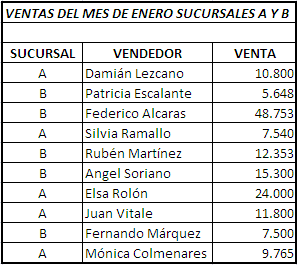 VENTAS DEL MES DE ENERO SUCURSALES A Y B
SUCURSAL VENDEDOR VENTA
A Damián Lezcano 10.800
B Patricia Escalante 5.648
B Federico Alcaras 48.753
A Silvia Ramallo 7.540
B Rubén Martínez 12.353
B Angel Soriano 15.300
A Elsa Rolón 24.000
A Juan Vitale 11.800
B Fernando Márquez 7.500
A Mónica Colmenares 9.765